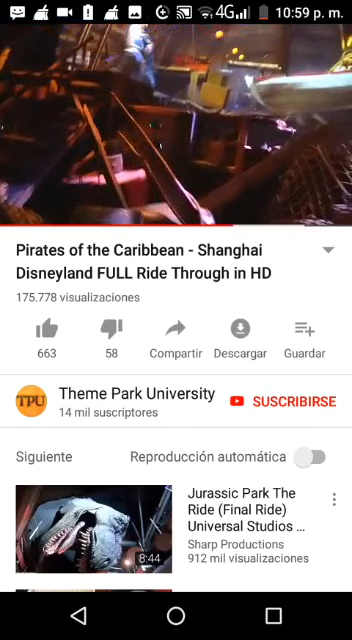 4G 10:59 p. m.
Pirates of the Caribbean - Shanghai
Disneyland FULL Ride Through in HD
175.778 visualizaciones
663 58 Compartir Descargar Guardar
TPU Theme Park University SUSCRIBIRSE
14 mil suscriptores
Siguiente Reproducción automática
Jurassic Park The
Ride (Final Ride)
Universal Studios ...
Sharp Productions
912 mil visualizaciones
8:44